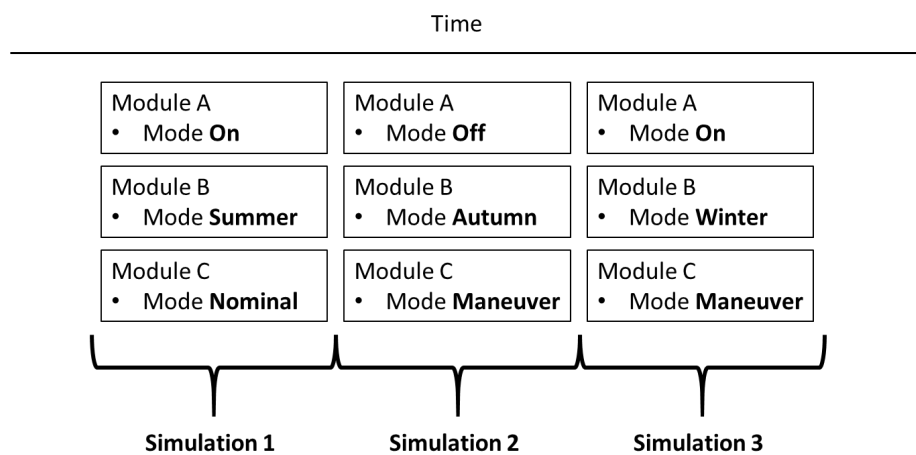 Time
Module A
• Mode On
Module B
• Mode Summer
Module C
• Mode Nominal
Simulation 1
Module A
• Mode Off
Module B
• Mode Autumn
Module C
• Mode Maneuver
Simulation 2
Module A
• Mode On
Module B
• Mode Winter
Module C
• Mode Maneuver
Simulation 3